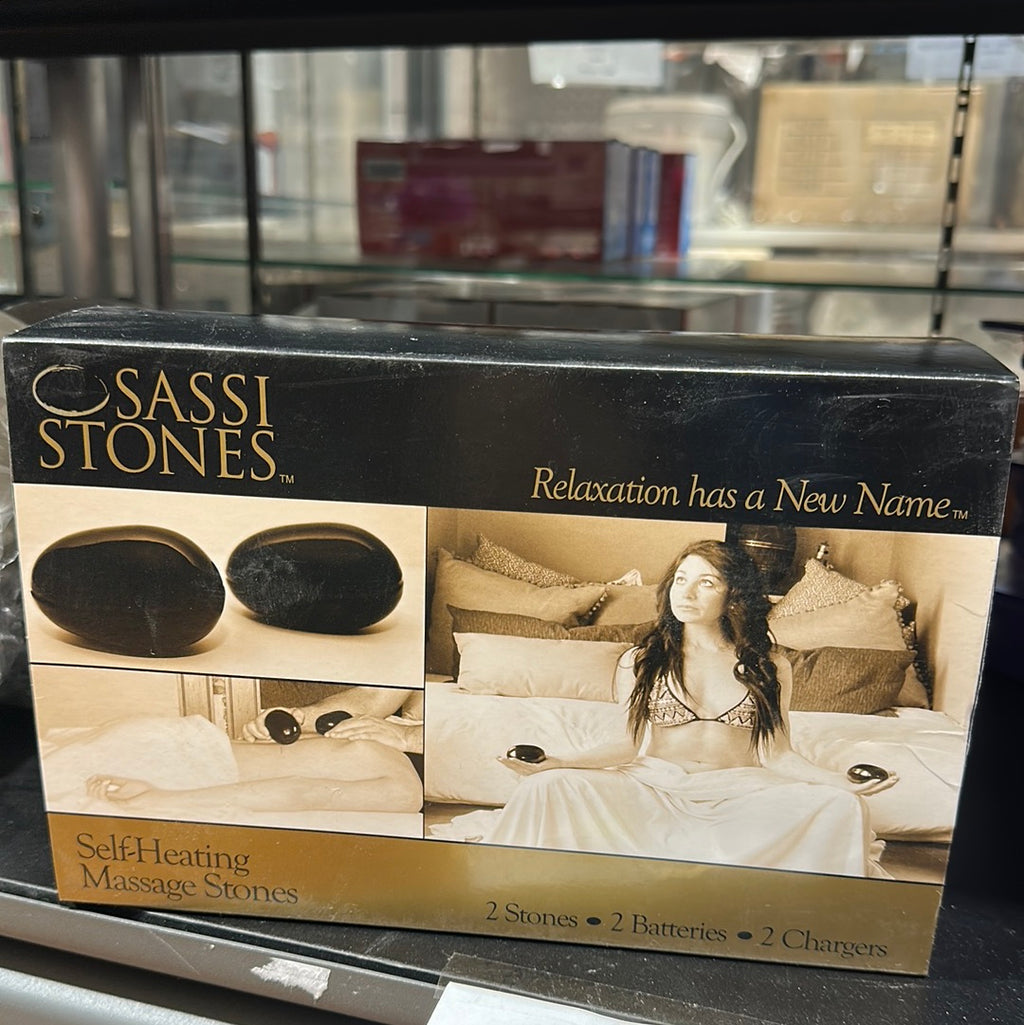 SASSI
STONES™
Relaxation has a New Name™
Self-Heating
Massage Stones
2 Stones • 2 Batteries • 2 Chargers